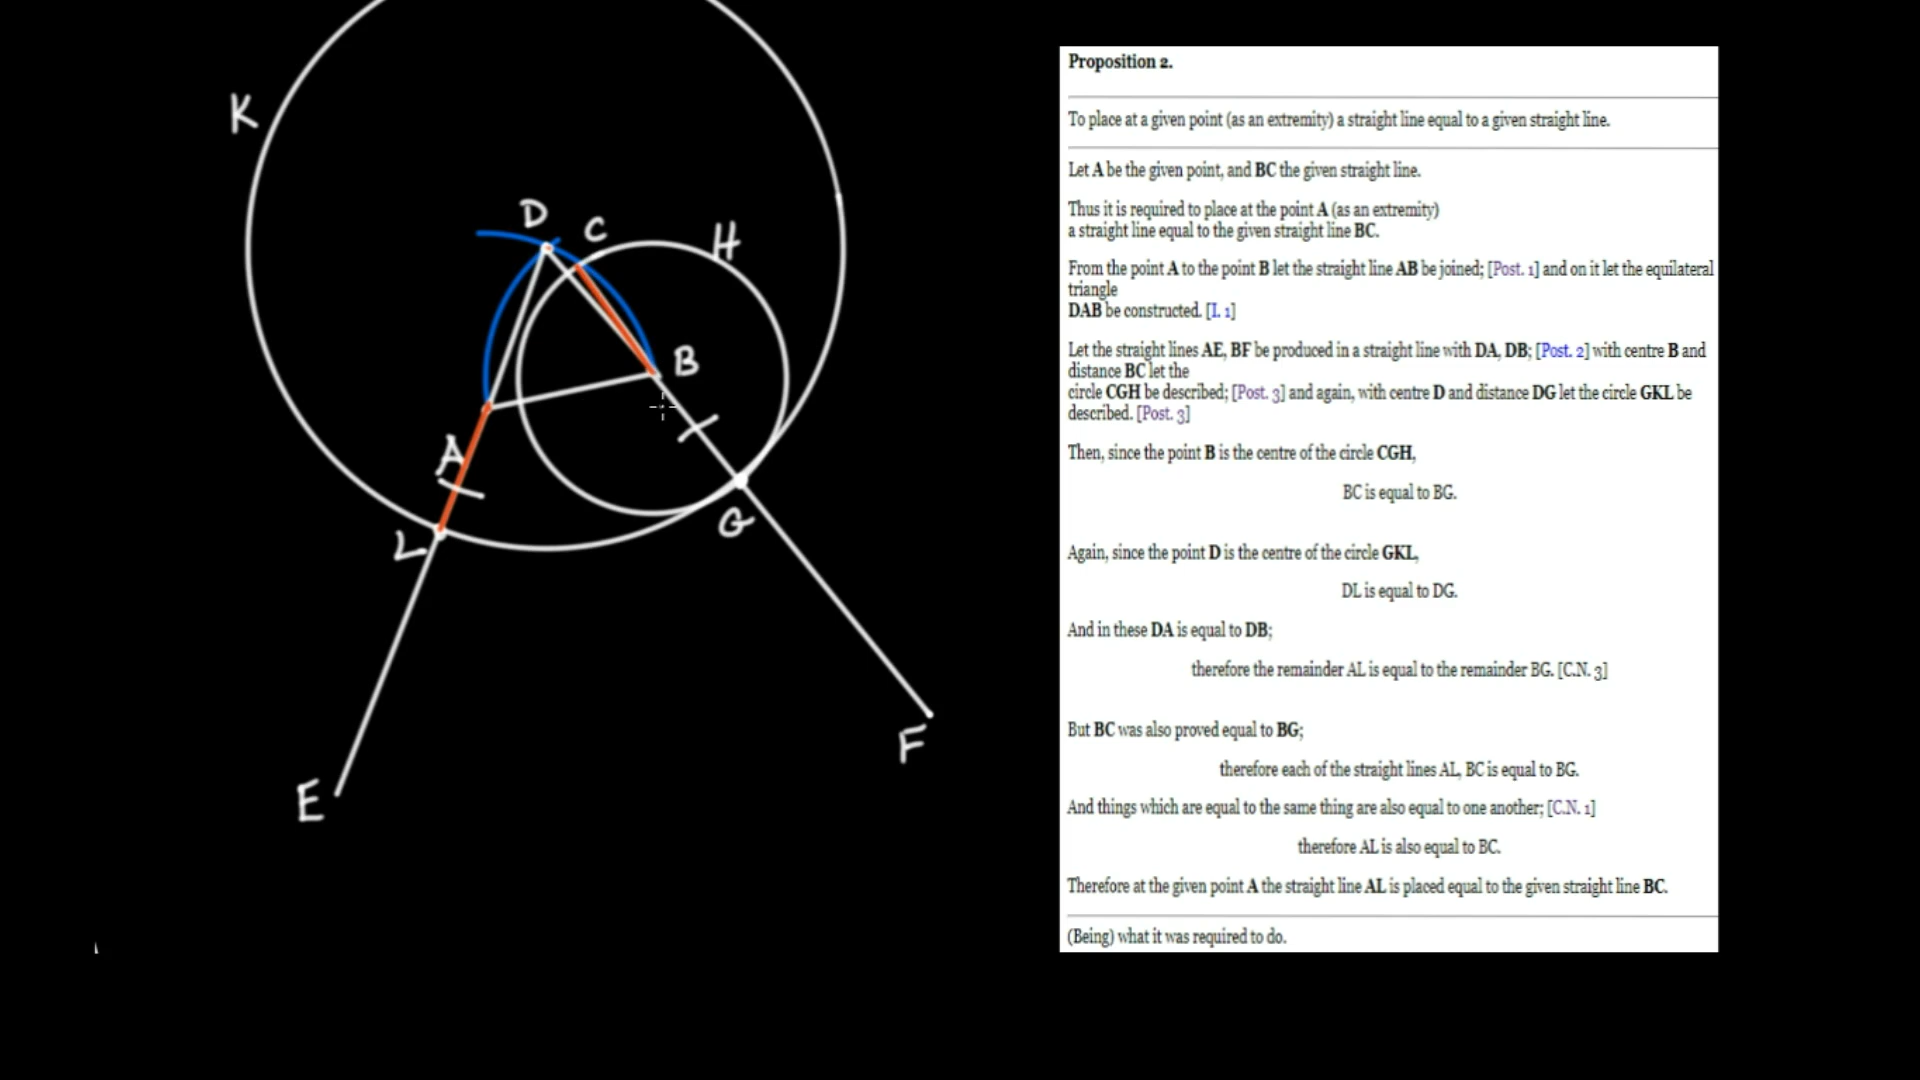 K
D
C
H
B
A
G
L
F
E
Proposition 2.
To place at a given point (as an extremity) a straight line equal to a given straight line.
Let A be the given point, and BC the given straight line.
Thus it is required to place at the point A (as an extremity)
a straight line equal to the given straight line BC.
From the point A to the point B let the straight line AB be joined; [Post. 1] and on it let the equilateral
triangle
DAB be constructed. [I. 1]
Let the straight lines AE, BF be produced in a straight line with DA, DB; [Post. 2] with centre B and
distance BC let the
circle CGH be described; [Post. 3] and again, with centre D and distance DG let the circle GKL be
described. [Post. 3]
Then, since the point B is the centre of the circle CGH,
BC is equal to BG.
Again, since the point D is the centre of the circle GKL,
DL is equal to DG.
And in these DA is equal to DB;
therefore the remainder AL is equal to the remainder BG. [C.N. 3]
But BC was also proved equal to BG;
therefore each of the straight lines AL, BC is equal to BG.
And things which are equal to the same thing are also equal to one another; [C.N. 1]
therefore AL is also equal to BC.
Therefore at the given point A the straight line AL is placed equal to the given straight line BC.
(Being) what it was required to do.